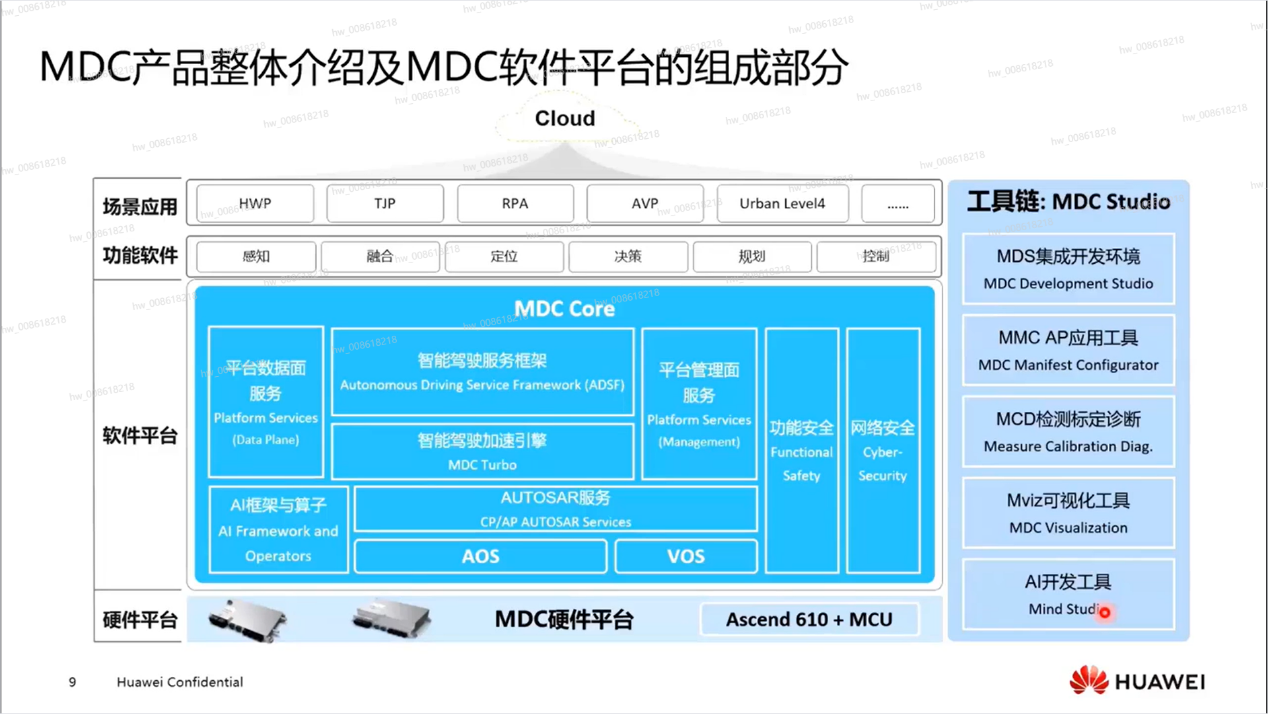 MDC产品整体介绍及MDC软件平台的组成部分
Cloud
场景应用
HWP
TJP
RPA
AVP
Urban Level4
......
功能软件
感知
融合
定位
决策
规划
控制
软件平台
MDC Core
平台数据面
服务
Platform Services
(Data Plane)
智能驾驶服务框架
Autonomous Driving Service Framework (ADSF)
智能驾驶加速引擎
MDC Turbo
平台管理面
服务
Platform Services
(Management)
功能安全
Functional
Safety
网络安全
Cyber-
Security
AI框架与算子
AI Framework and
Operators
AUTOSAR服务
CP/AP AUTOSAR Services
AOS
VOS
硬件平台
MDC硬件平台
Ascend 610 + MCU
工具链: MDC Studio
MDS集成开发环境
MDC Development Studio
MMC AP应用工具
MDC Manifest Configurator
MCD检测标定诊断
Measure Calibration Diag.
Mviz可视化工具
MDC Visualization
AI开发工具
Mind Studi
9
Huawei Confidential
HUAWEI
hw_008618218